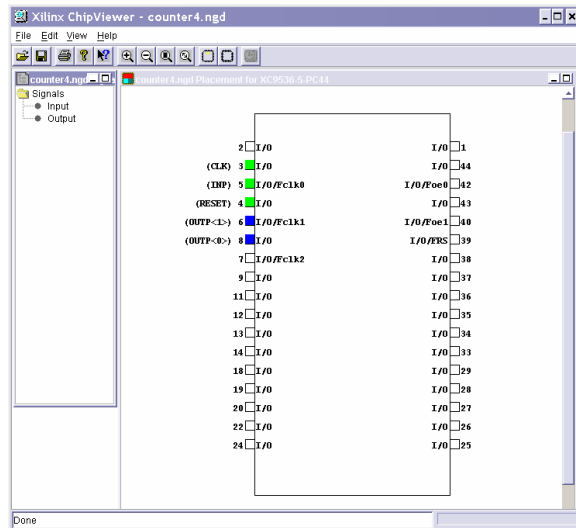 Xilinx ChipViewer - counter4.ngd
File Edit View Help
counter4.ngd
counter4.ngd Placement for XC9536-5-PC44
Signals
Input
Output
2 I/O I/O 1
(CLK) 3 I/O I/O 44
(INP) 5 I/O/Fclk0 I/O/Foe0 42
(RESET) 4 I/O I/O 43
(OUTP<1>) 6 I/O/Fclk1 I/O/Foe1 40
(OUTP<0>) 8 I/O I/O/FRS 39
7 I/O/Fclk2 I/O 38
9 I/O I/O 37
11 I/O I/O 36
12 I/O I/O 35
13 I/O I/O 34
14 I/O I/O 33
18 I/O I/O 29
19 I/O I/O 28
20 I/O I/O 27
22 I/O I/O 26
24 I/O I/O 25
Done